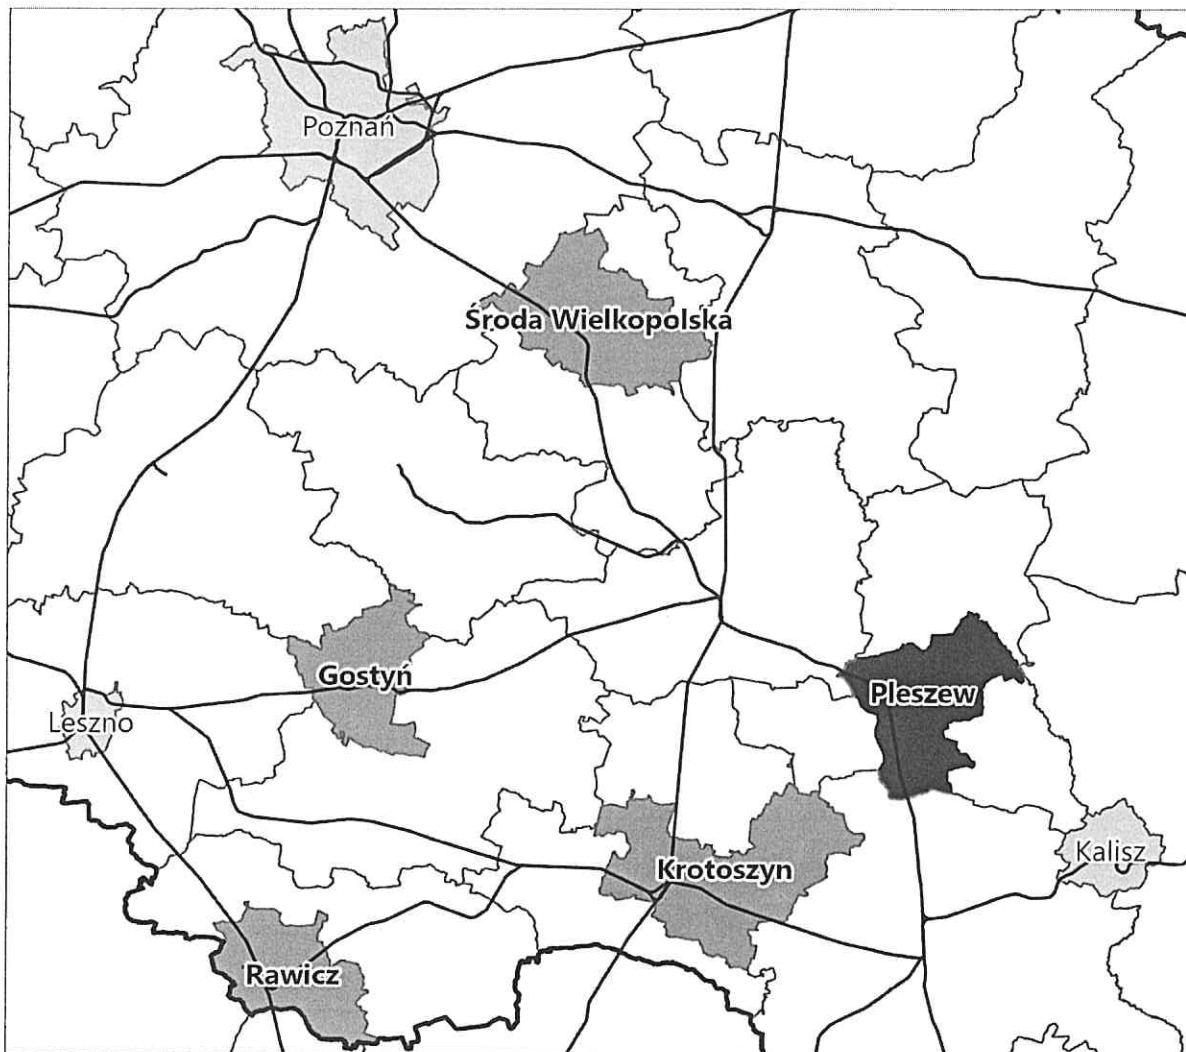 Poznań
Środa Wielkopolska
Gostyń
Pleszew
Leszno
Kalisz
Krotoszyn
Rawicz